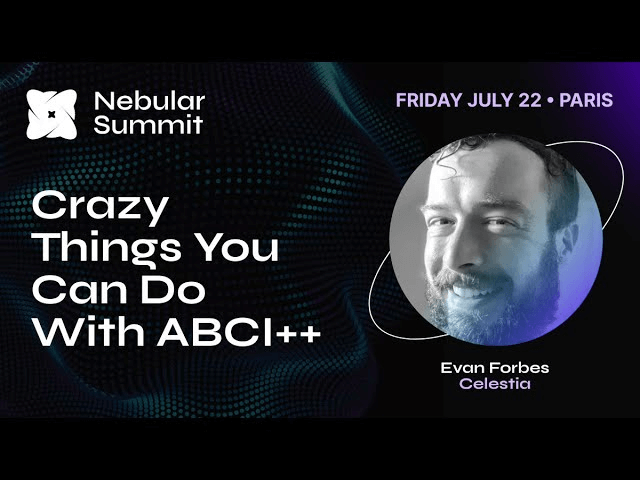 Nebular
Summit
FRIDAY JULY 22 • PARIS
Crazy
Things You
Can Do
With ABCI++
Evan Forbes
Celestia